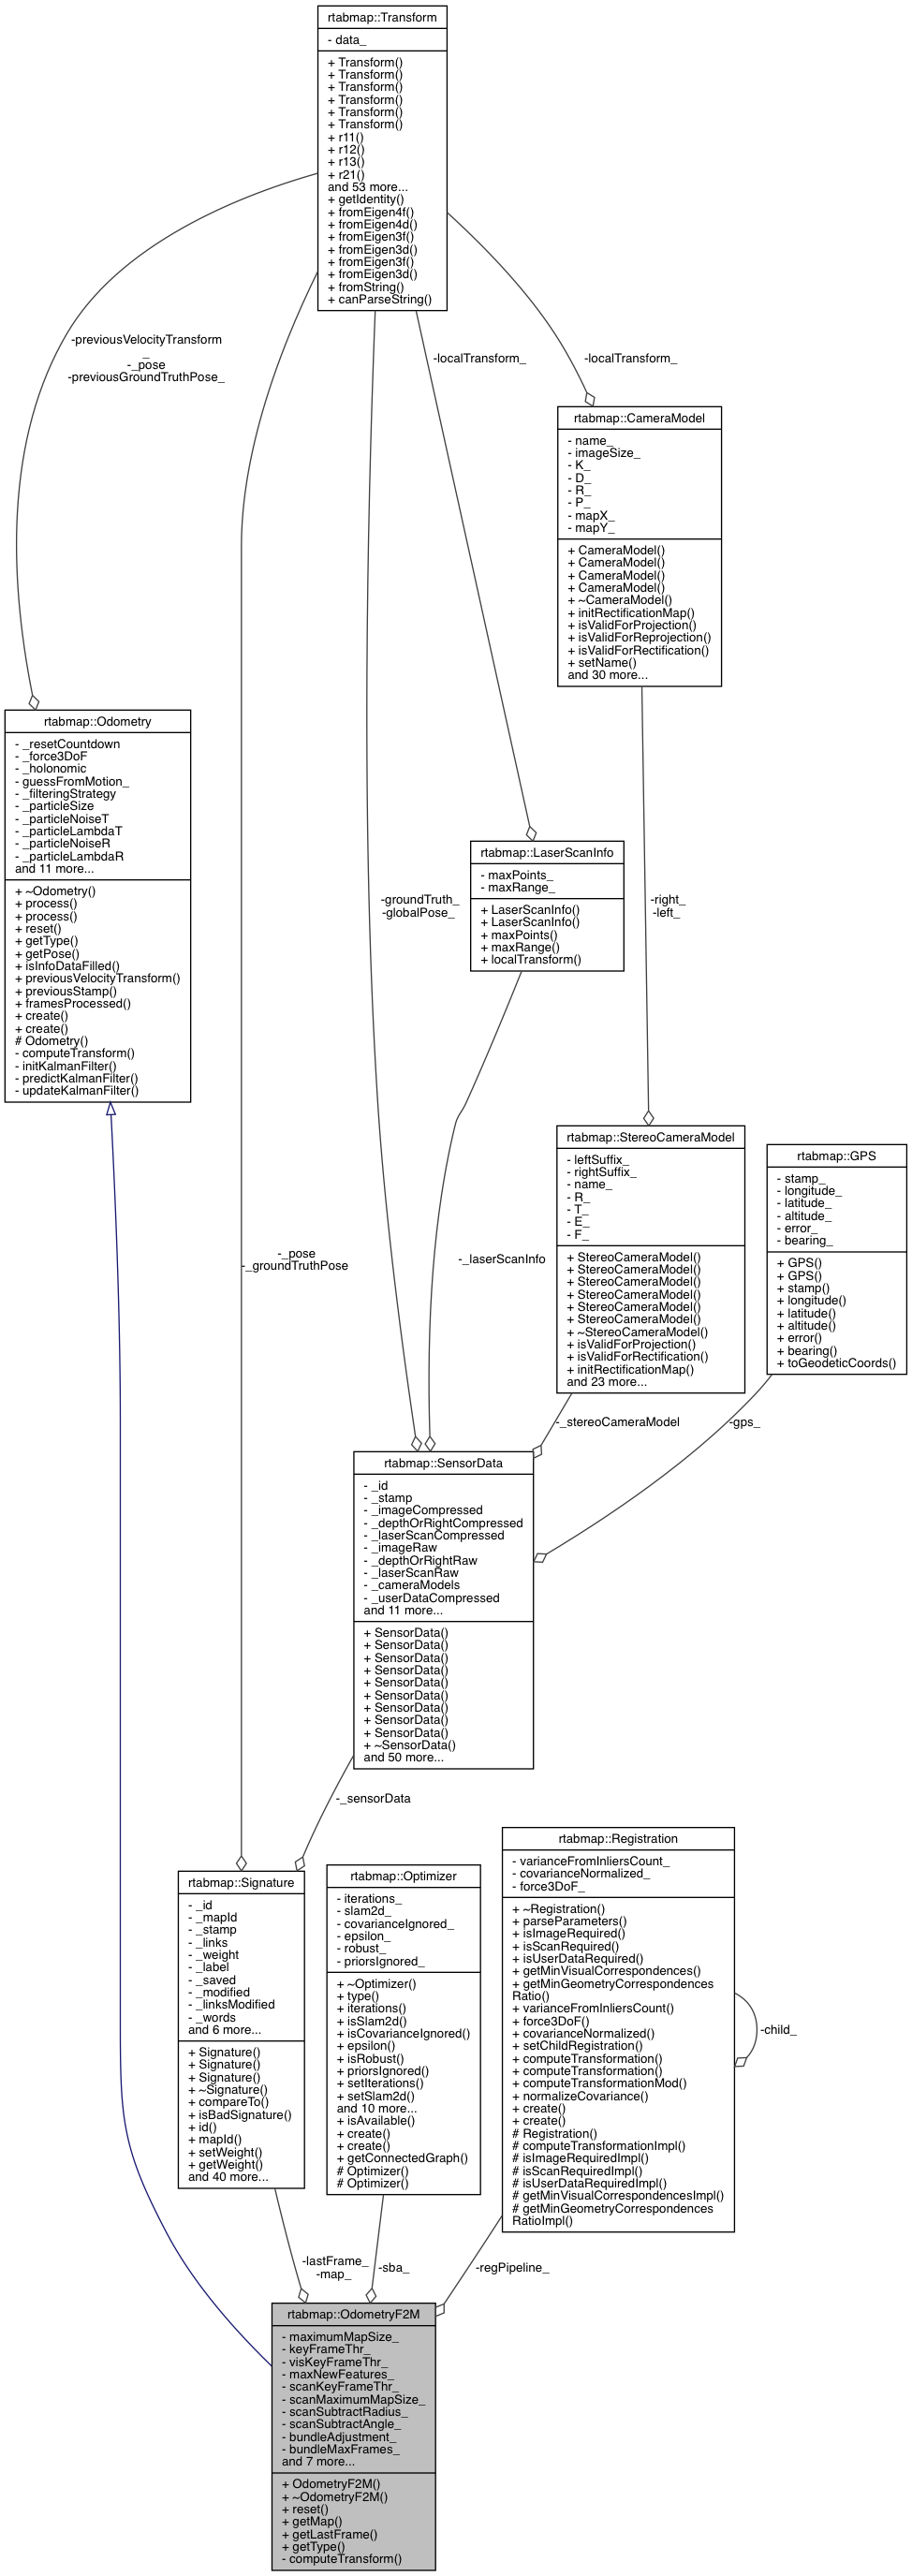 rtabmap::Transform
- data_
+ Transform()
+ Transform()
+ Transform()
+ Transform()
+ Transform()
+ Transform()
+ r11()
+ r12()
+ r13()
+ r21()
and 53 more...
+ getIdentity()
+ fromEigen4f()
+ fromEigen4d()
+ fromEigen3f()
+ fromEigen3d()
+ fromEigen3f()
+ fromEigen3d()
+ fromString()
+ canParseString()
-previousVelocityTransform
_
-_pose
-previousGroundTruthPose_
-localTransform_
-localTransform_
rtabmap::CameraModel
- name_
- imageSize_
- K_
- D_
- R_
- P_
- mapX_
- mapY_
+ CameraModel()
+ CameraModel()
+ CameraModel()
+ CameraModel()
+ ~CameraModel()
+ initRectificationMap()
+ isValidForProjection()
+ isValidForReprojection()
+ isValidForRectification()
+ setName()
and 30 more...
rtabmap::Odometry
- _resetCountdown
- _force3DoF
- _holonomic
- guessFromMotion_
- _filteringStrategy
- _particleSize
- _particleNoiseT
- _particleLambdaT
- _particleNoiseR
- _particleLambdaR
and 11 more...
+ ~Odometry()
+ process()
+ process()
+ reset()
+ getType()
+ getPose()
+ isInfoDataFilled()
+ previousVelocityTransform()
+ previousStamp()
+ framesProcessed()
+ create()
+ create()
# Odometry()
- computeTransform()
- initKalmanFilter()
- predictKalmanFilter()
- updateKalmanFilter()
-groundTruth_
-globalPose_
rtabmap::LaserScanInfo
- maxPoints_
- maxRange_
+ LaserScanInfo()
+ LaserScanInfo()
+ maxPoints()
+ maxRange()
+ localTransform()
-right_
-left_
rtabmap::StereoCameraModel
- leftSuffix_
- rightSuffix_
- name_
- R_
- T_
- E_
- F_
+ StereoCameraModel()
+ StereoCameraModel()
+ StereoCameraModel()
+ StereoCameraModel()
+ StereoCameraModel()
+ StereoCameraModel()
+ ~StereoCameraModel()
+ isValidForProjection()
+ isValidForRectification()
+ initRectificationMap()
and 23 more...
rtabmap::GPS
- stamp_
- longitude_
- latitude_
- altitude_
- error_
- bearing_
+ GPS()
+ GPS()
+ stamp()
+ longitude()
+ latitude()
+ altitude()
+ error()
+ bearing()
+ toGeodeticCoords()
-_pose
-_groundTruthPose
-_laserScanInfo
-_stereoCameraModel
-gps_
rtabmap::SensorData
- _id
- _stamp
- _imageCompressed
- _depthOrRightCompressed
- _laserScanCompressed
- _imageRaw
- _depthOrRightRaw
- _laserScanRaw
- _cameraModels
- _userDataCompressed
and 11 more...
+ SensorData()
+ SensorData()
+ SensorData()
+ SensorData()
+ SensorData()
+ SensorData()
+ SensorData()
+ SensorData()
+ SensorData()
+ ~SensorData()
and 50 more...
-_sensorData
rtabmap::Signature
- _id
- _mapId
- _stamp
- _links
- _weight
- _label
- _saved
- _modified
- _linksModified
- _words
and 6 more...
+ Signature()
+ Signature()
+ Signature()
+ ~Signature()
+ compareTo()
+ isBadSignature()
+ id()
+ mapId()
+ setWeight()
+ getWeight()
and 40 more...
rtabmap::Optimizer
- iterations_
- slam2d_
- covarianceIgnored_
- epsilon_
- robust_
- priorsIgnored_
+ ~Optimizer()
+ type()
+ iterations()
+ isSlam2d()
+ isCovarianceIgnored()
+ epsilon()
+ isRobust()
+ priorsIgnored()
+ setIterations()
+ setSlam2d()
and 10 more...
+ isAvailable()
+ create()
+ create()
+ getConnectedGraph()
# Optimizer()
# Optimizer()
rtabmap::Registration
- varianceFromInliersCount_
- covarianceNormalized_
- force3DoF_
+ ~Registration()
+ parseParameters()
+ isImageRequired()
+ isScanRequired()
+ isUserDataRequired()
+ getMinVisualCorrespondences()
+ getMinGeometryCorrespondences
Ratio()
+ varianceFromInliersCount()
+ force3DoF()
+ covarianceNormalized()
+ setChildRegistration()
+ computeTransformation()
+ computeTransformation()
+ computeTransformationMod()
+ normalizeCovariance()
+ create()
+ create()
# Registration()
# computeTransformationImpl()
# isImageRequiredImpl()
# isScanRequiredImpl()
# isUserDataRequiredImpl()
# getMinVisualCorrespondencesImpl()
# getMinGeometryCorrespondences
RatioImpl()
-child_
-lastFrame_
-map_
-sba_
-regPipeline_
rtabmap::OdometryF2M
- maximumMapSize_
- keyFrameThr_
- visKeyFrameThr_
- maxNewFeatures_
- scanKeyFrameThr_
- scanMaximumMapSize_
- scanSubtractRadius_
- scanSubtractAngle_
- bundleAdjustment_
- bundleMaxFrames_
and 7 more...
+ OdometryF2M()
+ ~OdometryF2M()
+ reset()
+ getMap()
+ getLastFrame()
+ getType()
- computeTransform()